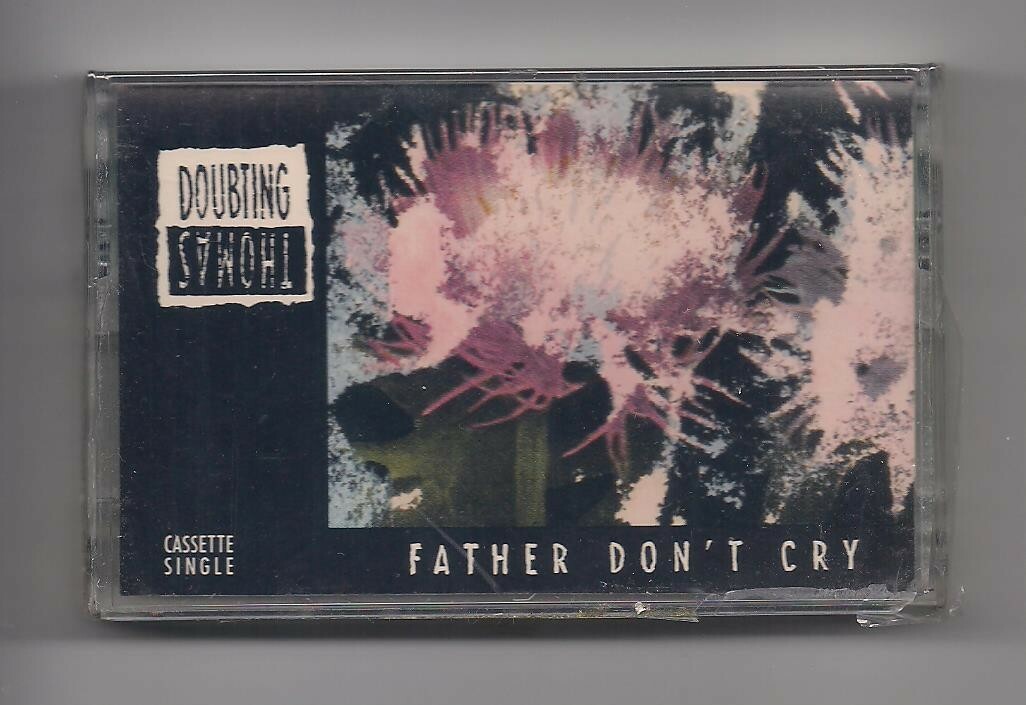 DOUBTING
THOMAS
CASSETTE
SINGLE
FATHER DON'T CRY